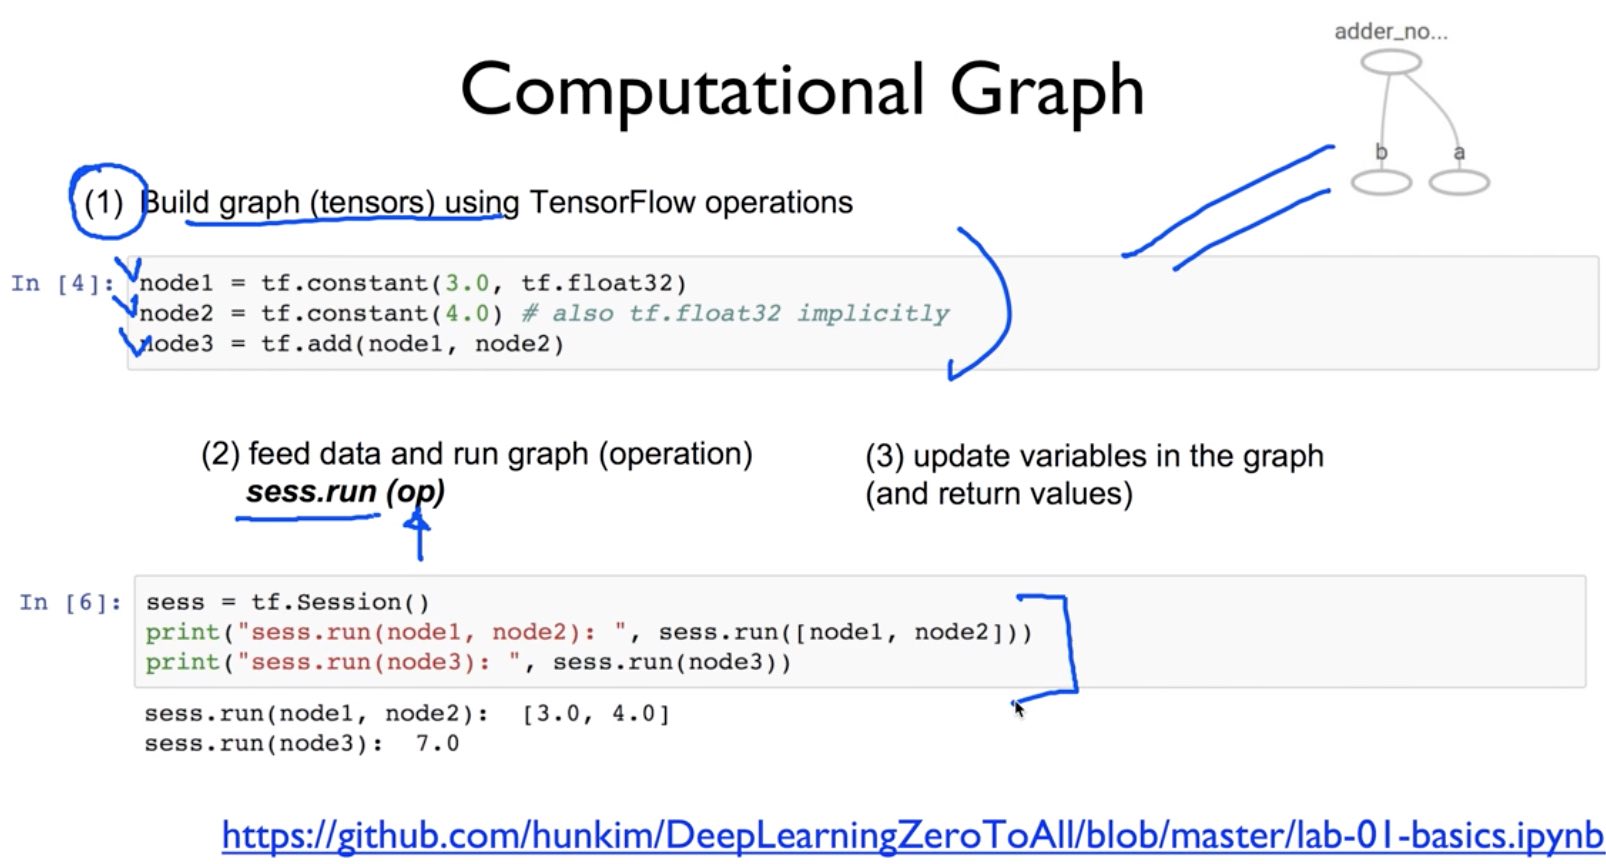 adder_no...
Computational Graph
b a
(1) Build graph (tensors) using TensorFlow operations
In [4]: node1 = tf.constant(3.0, tf.float32)
node2 = tf.constant(4.0) # also tf.float32 implicitly
node3 = tf.add(node1, node2)
(2) feed data and run graph (operation)
sess.run (op)
(3) update variables in the graph
(and return values)
In [6]: sess = tf.Session()
print("sess.run(node1, node2): ", sess.run([node1, node2]))
print("sess.run(node3): ", sess.run(node3))
sess.run(node1, node2):  [3.0, 4.0]
sess.run(node3):  7.0
https://github.com/hunkim/DeepLearningZeroToAll/blob/master/lab-01-basics.ipynb